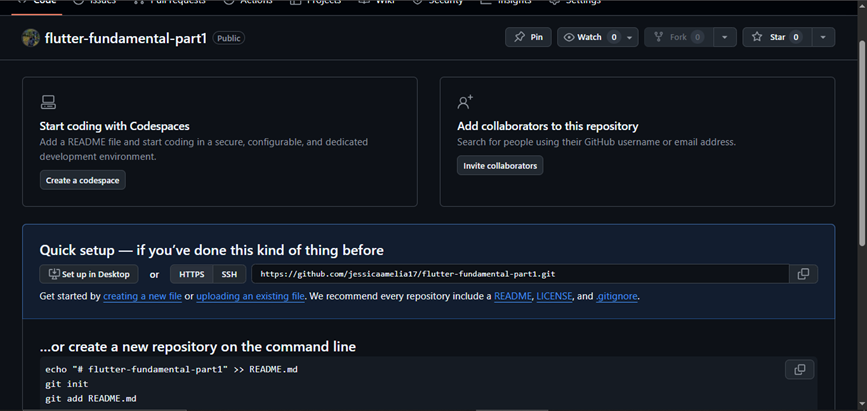 Code Issues Pull requests Actions Projects Wiki Security Insights Settings
flutter-fundamental-part1 Public Pin Watch 0 Fork 0 Star 0
Start coding with Codespaces
Add a README file and start coding in a secure, configurable, and dedicated
development environment.
Create a codespace
Add collaborators to this repository
Search for people using their GitHub username or email address.
Invite collaborators
Quick setup — if you’ve done this kind of thing before
Set up in Desktop or HTTPS SSH https://github.com/jessicaamelia17/flutter-fundamental-part1.git
Get started by creating a new file or uploading an existing file. We recommend every repository include a README, LICENSE, and .gitignore.
…or create a new repository on the command line
echo "# flutter-fundamental-part1" >> README.md
git init
git add README.md